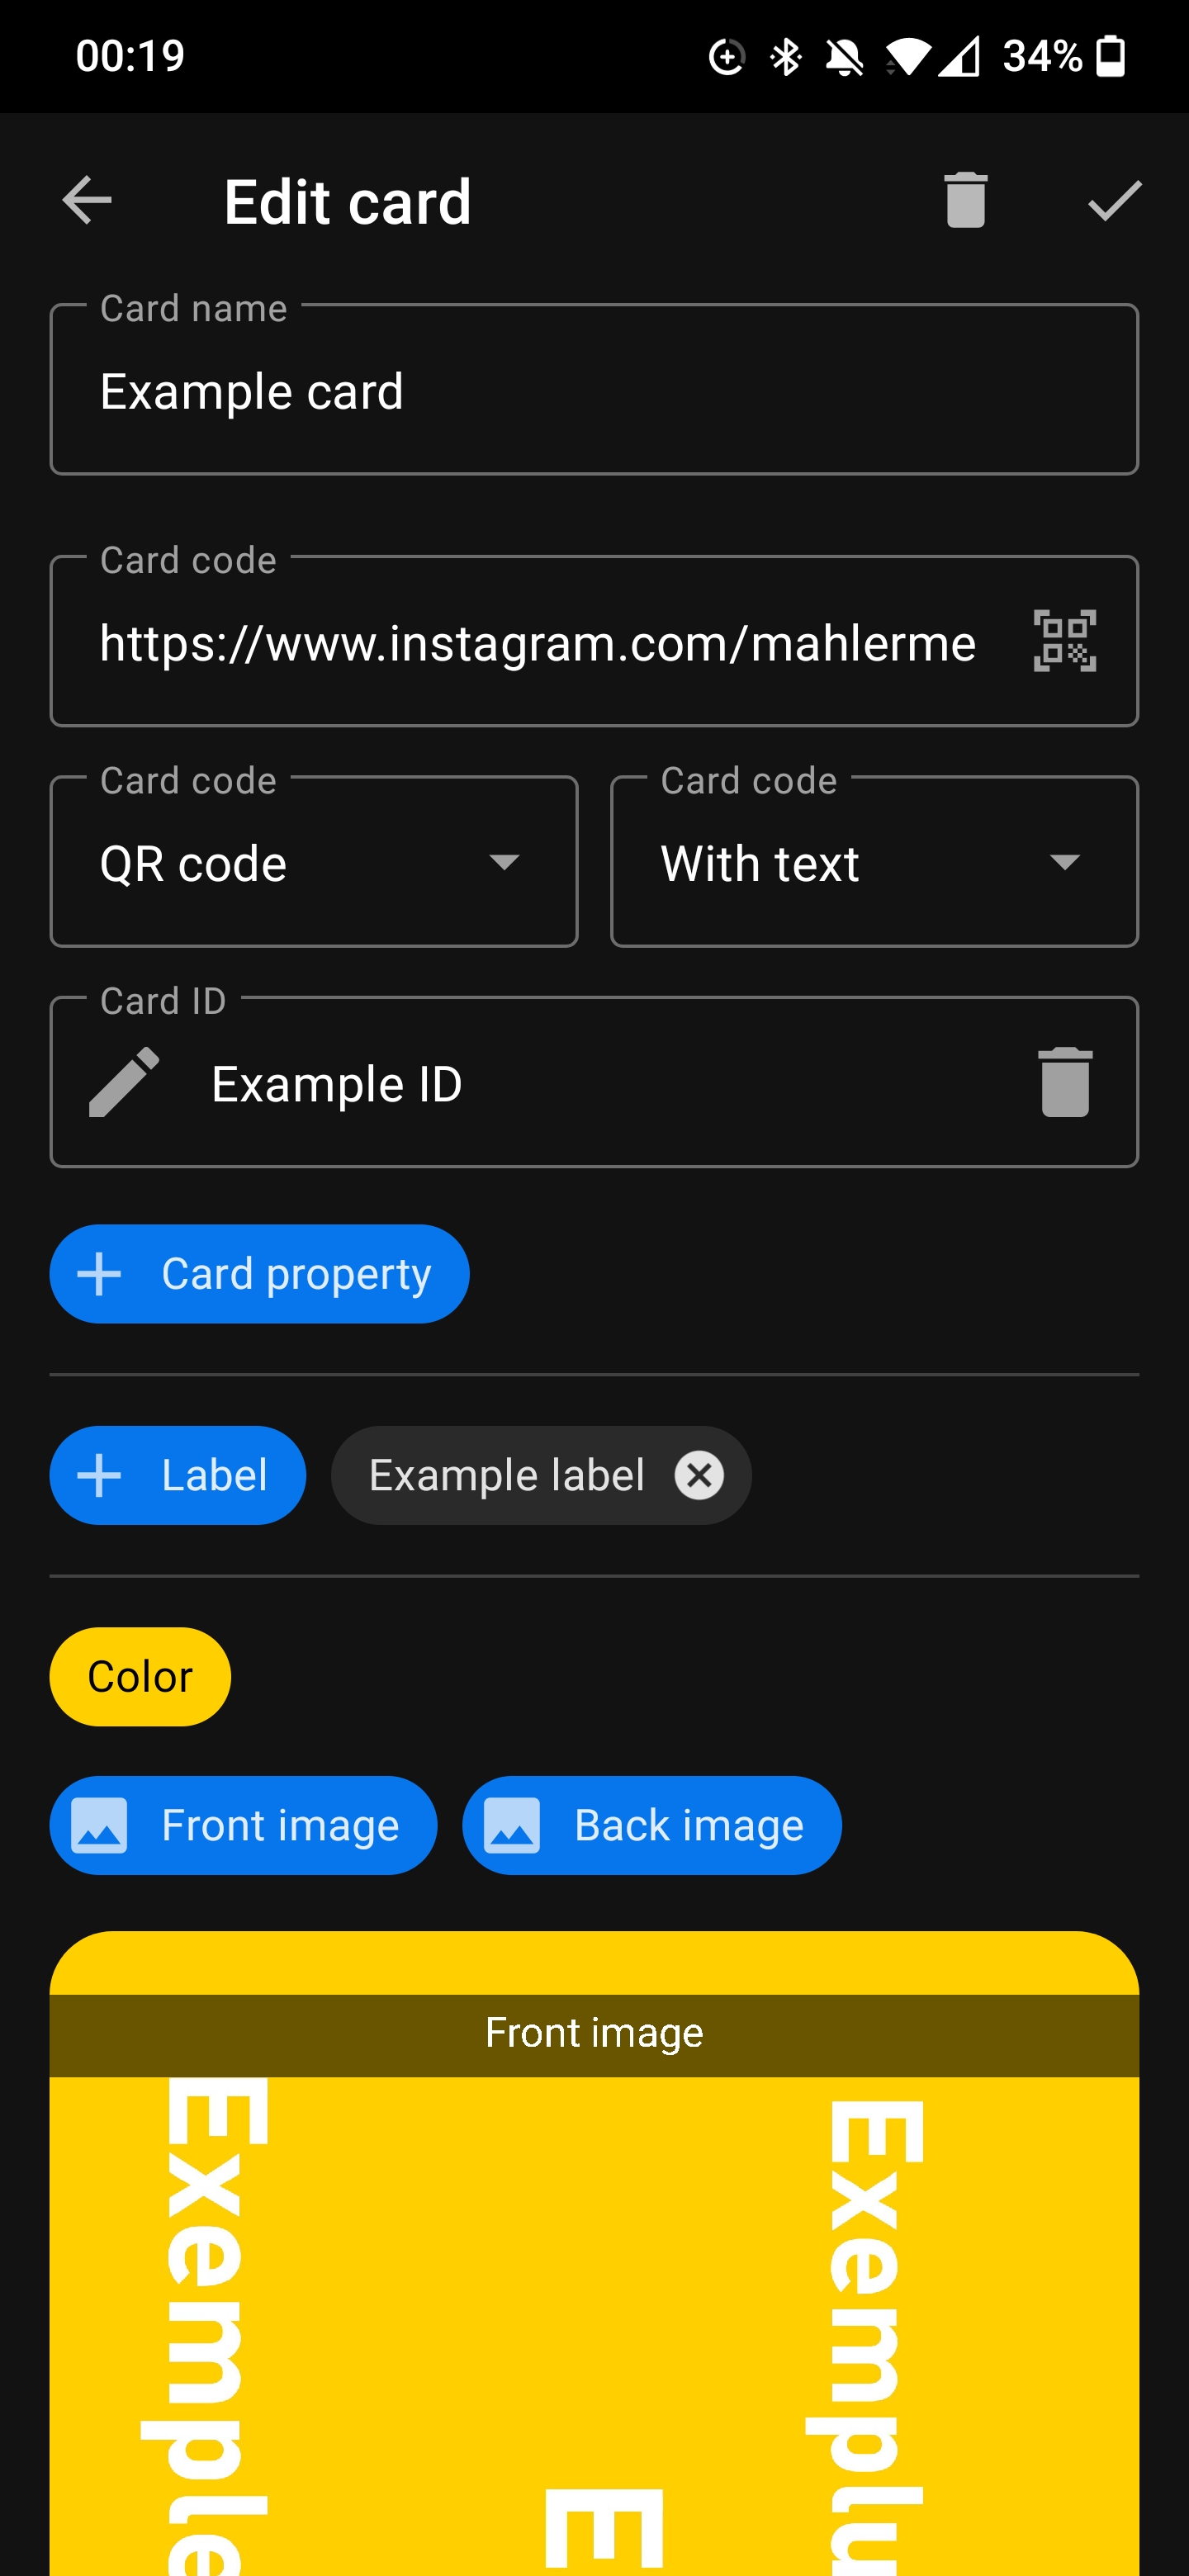 00:19
34%
Edit card
Card name
Example card
Card code
https://www.instagram.com/mahlerme
Card code
Card code
QR code
With text
Card ID
Example ID
Card property
Label
Example label
Color
Front image
Back image
Front image
Exemple
E
Exemplu